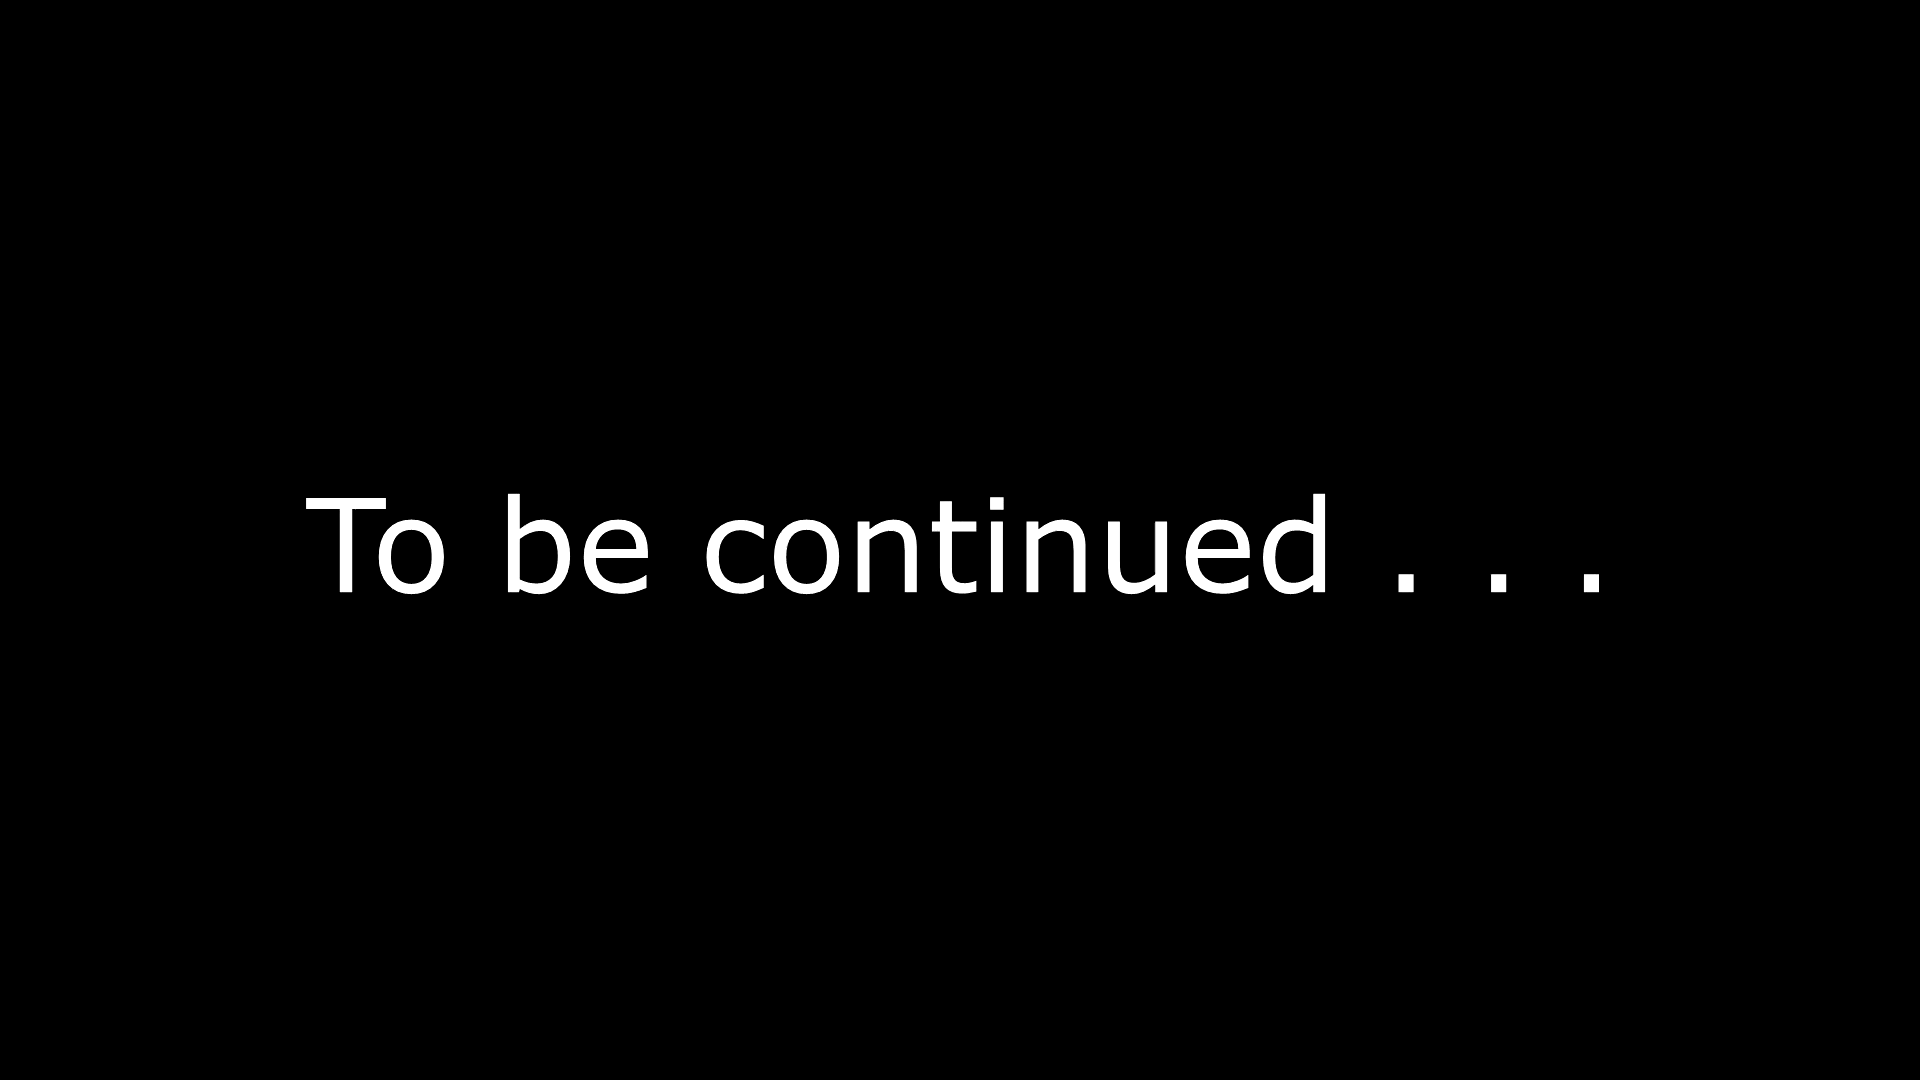 To be continued . . .